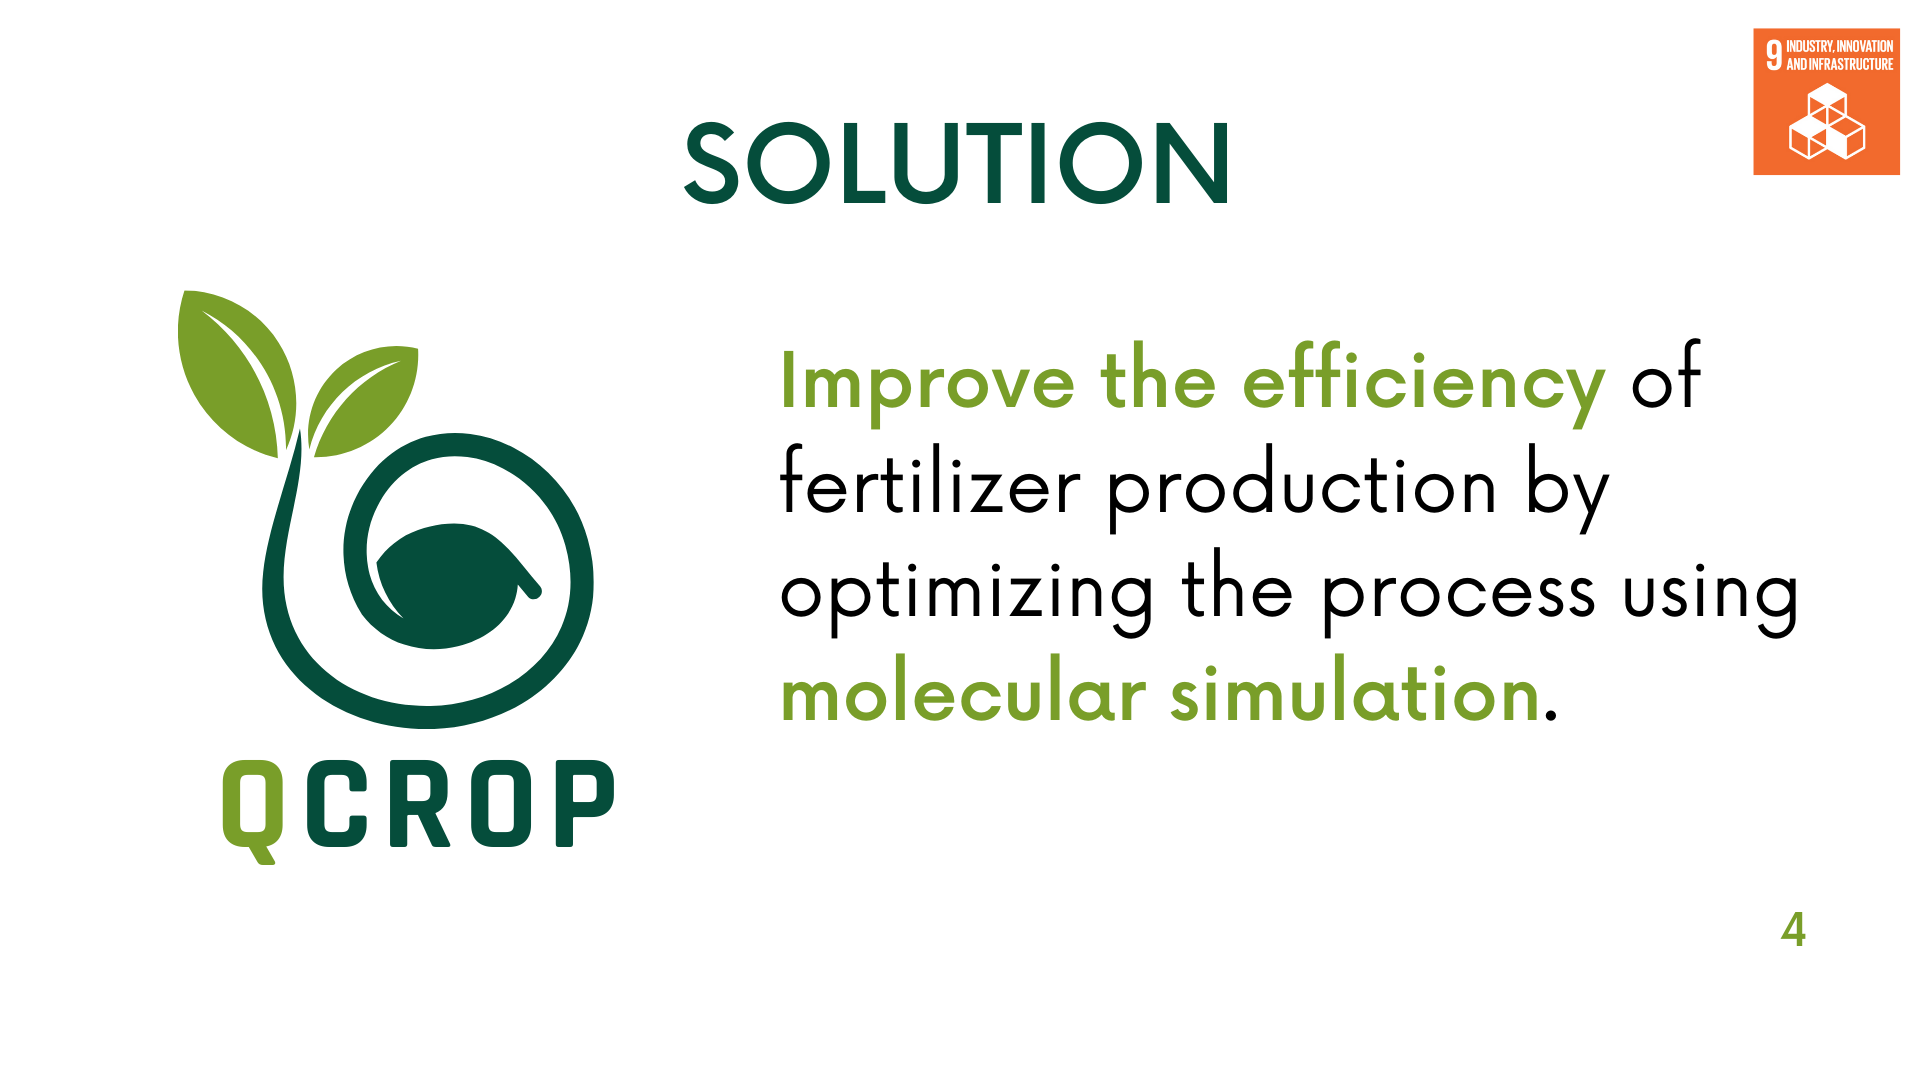 9 INDUSTRY, INNOVATION
AND INFRASTRUCTURE
SOLUTION
Improve the efficiency of
fertilizer production by
optimizing the process using
molecular simulation.
QCROP
4